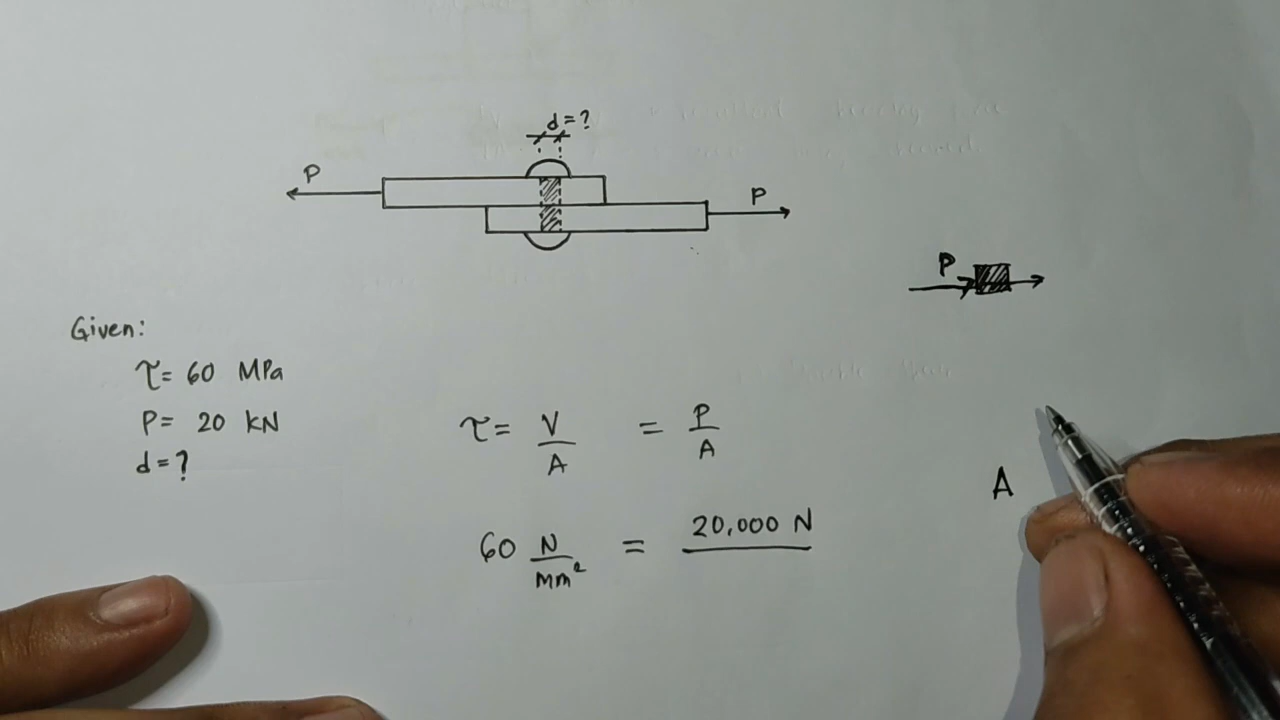 d=?
P
P
P
Given:
τ= 60 MPa
P= 20 kN
d=?
τ= V/A = P/A
A
60 N/mm² = 20,000 N